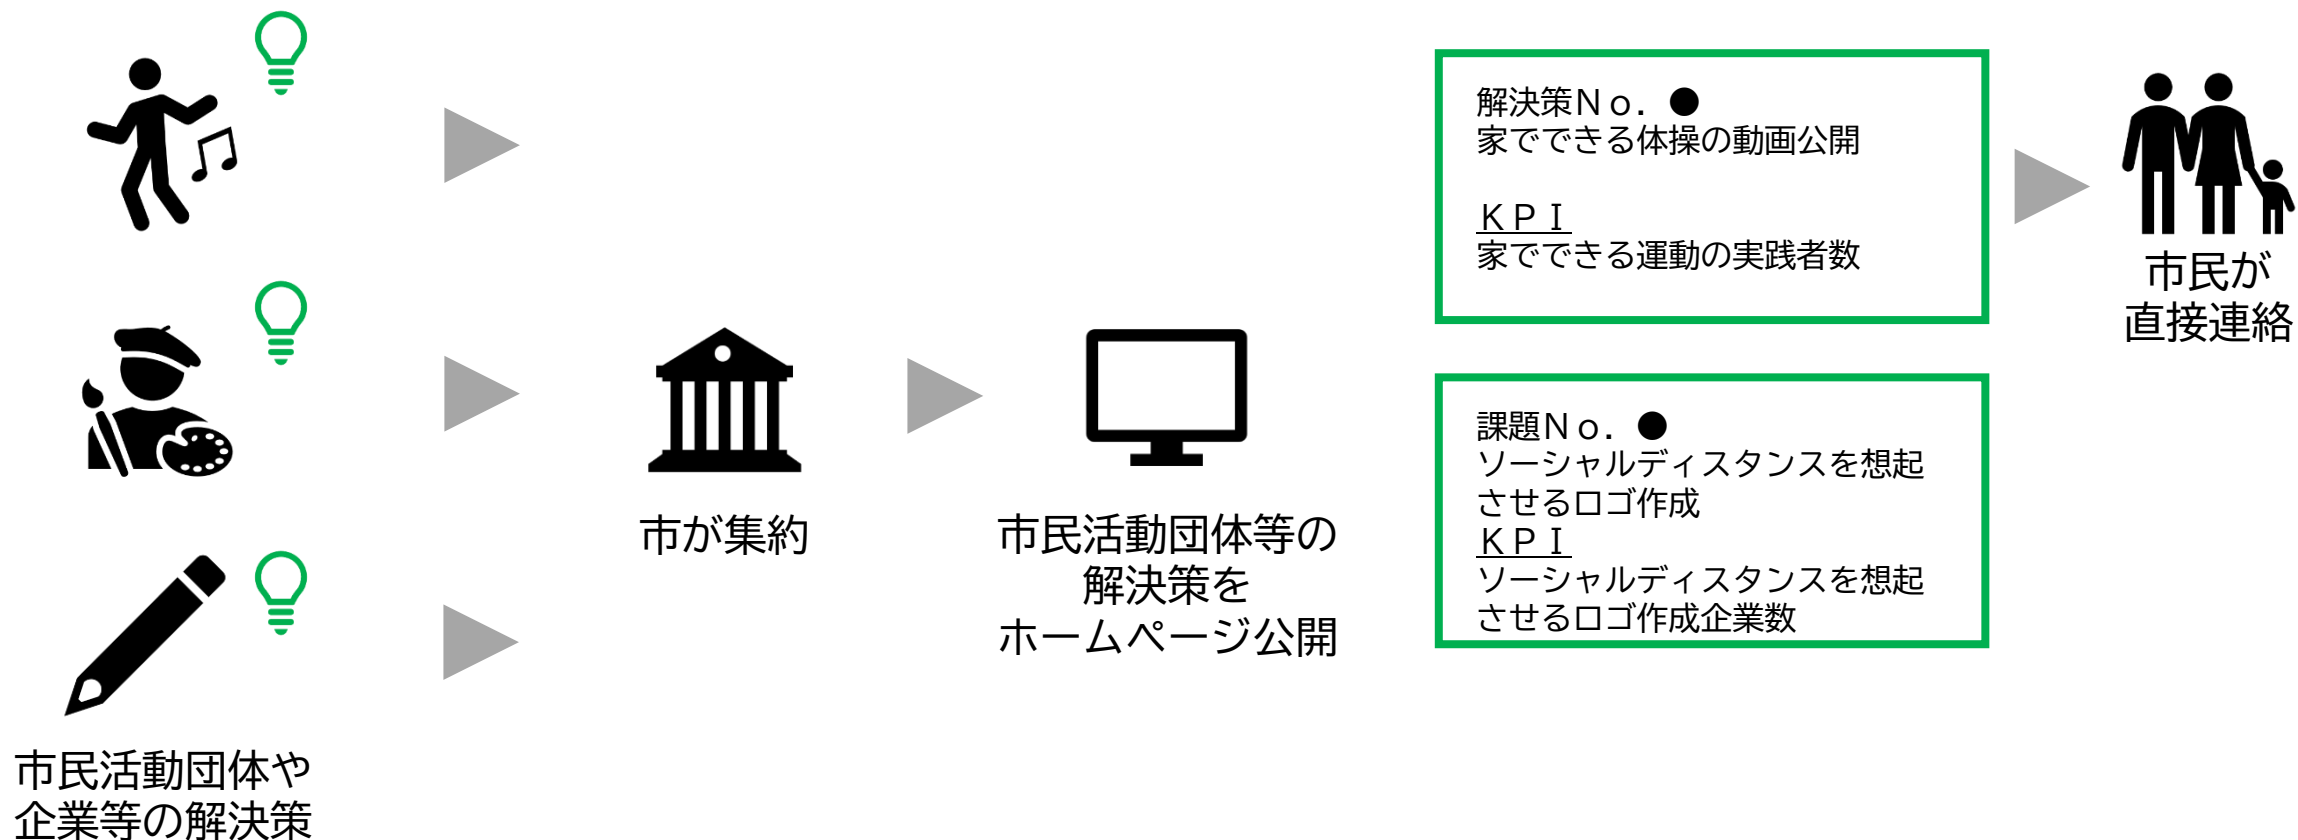 市民活動団体や
企業等の解決策
市が集約
市民活動団体等の
解決策を
ホームページ公開
解決策Ｎｏ．●
家でできる体操の動画公開
ＫＰＩ
家でできる運動の実践者数
課題Ｎｏ．●
ソーシャルディスタンスを想起
させるロゴ作成
ＫＰＩ
ソーシャルディスタンスを想起
させるロゴ作成企業数
市民が
直接連絡